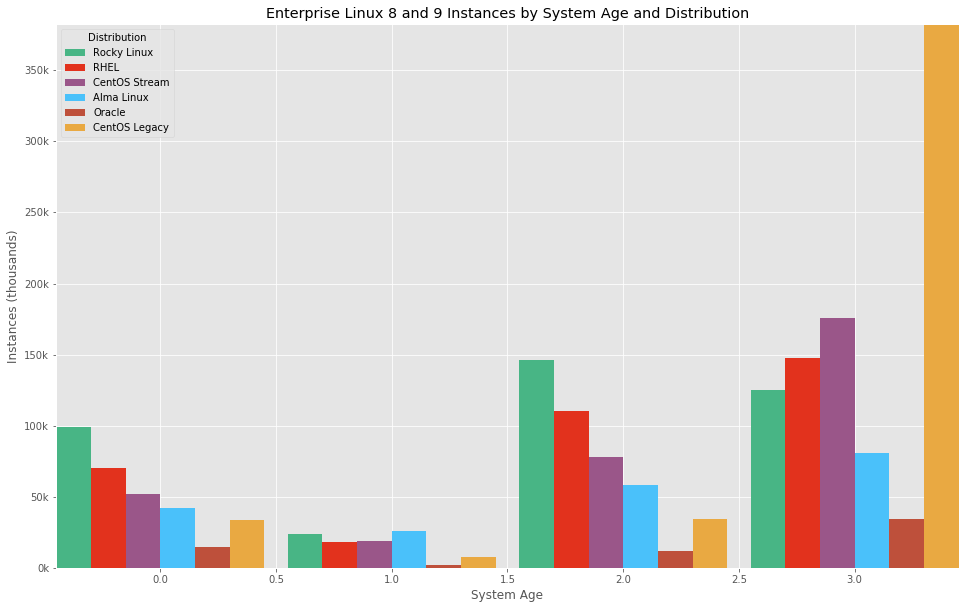 Enterprise Linux 8 and 9 Instances by System Age and Distribution
Distribution
Rocky Linux
RHEL
CentOS Stream
Alma Linux
Oracle
CentOS Legacy
Instances (thousands)
350k
300k
250k
200k
150k
100k
50k
0k
0.0 0.5 1.0 1.5 2.0 2.5 3.0
System Age